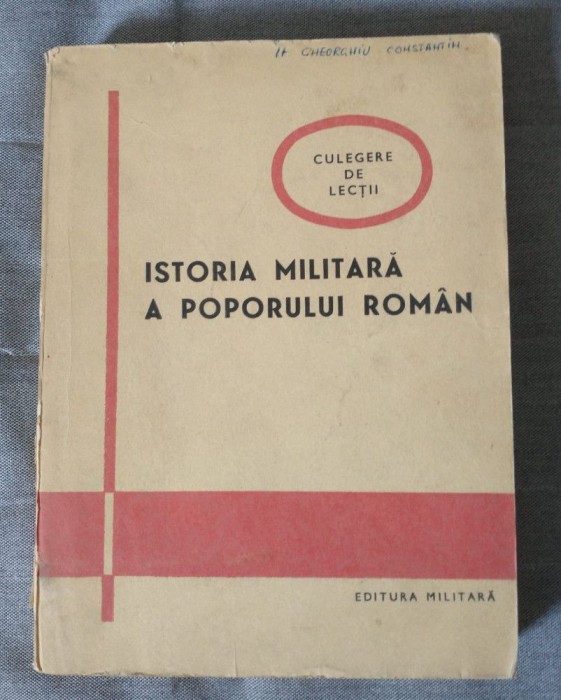 lt GHEORGHIU CONSTANTIN.
CULEGERE
DE
LECȚII
ISTORIA MILITARĂ
A POPORULUI ROMÂN
EDITURA MILITARĂ